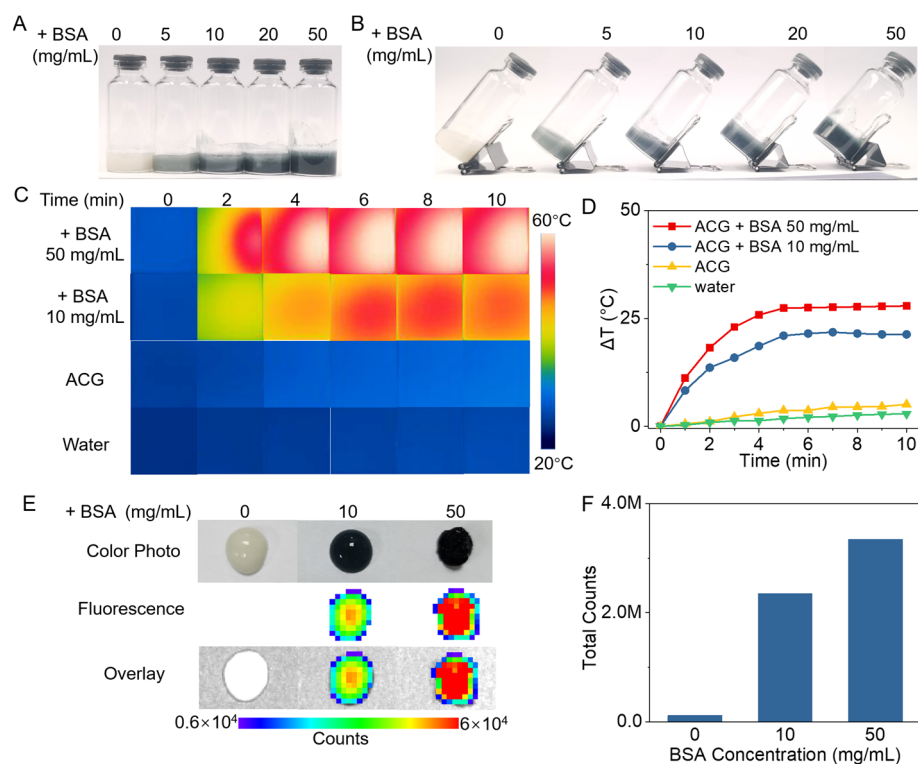 A
+ BSA
(mg/mL)
0 5 10 20 50
B
+ BSA
(mg/mL)
0 5 10 20 50
C
Time (min) 0 2 4 6 8 10
+ BSA
50 mg/mL
+ BSA
10 mg/mL
ACG
Water
60°C
20°C
D
50
25
0
ΔT (°C)
ACG + BSA 50 mg/mL
ACG + BSA 10 mg/mL
ACG
water
0 2 4 6 8 10
Time (min)
E
+ BSA (mg/mL) 0 10 50
Color Photo
Fluorescence
Overlay
0.6×10⁴ 6×10⁴
Counts
F
4.0M
2.0M
0.0
Total Counts
0 10 50
BSA Concentration (mg/mL)